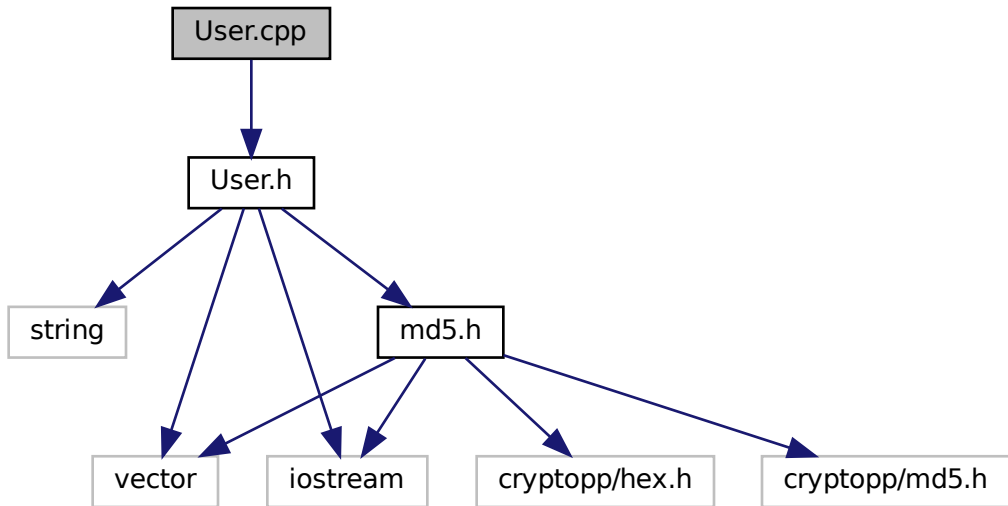 User.cpp
User.h
string
md5.h
vector
iostream
cryptopp/hex.h
cryptopp/md5.h